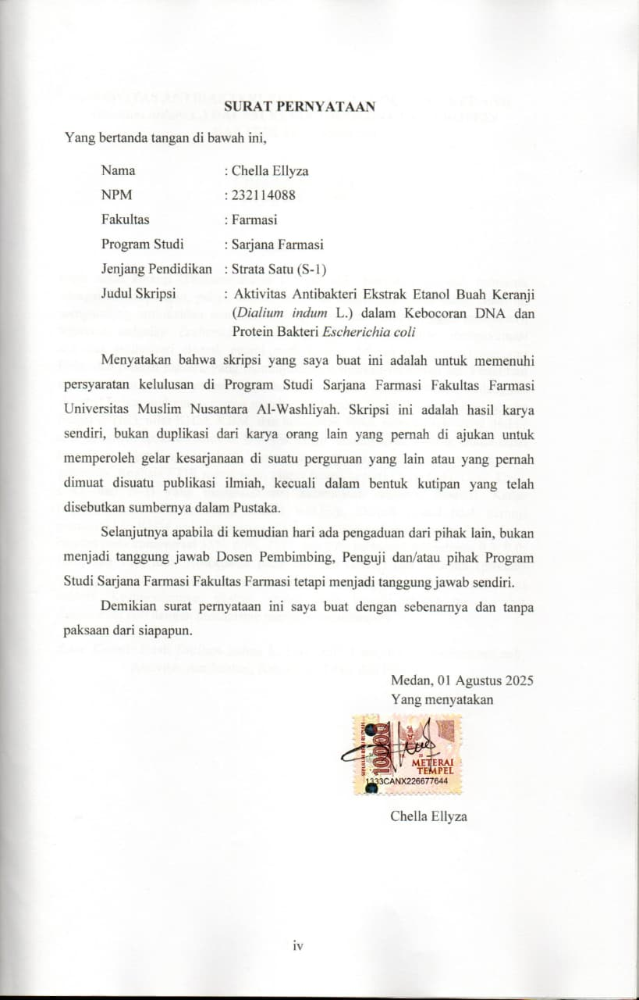 SURAT PERNYATAAN
Yang bertanda tangan di bawah ini,
Nama : Chella Ellyza
NPM : 232114088
Fakultas : Farmasi
Program Studi : Sarjana Farmasi
Jenjang Pendidikan : Strata Satu (S-1)
Judul Skripsi : Aktivitas Antibakteri Ekstrak Etanol Buah Keranji
(Dialium indum L.) dalam Kebocoran DNA dan
Protein Bakteri Escherichia coli
Menyatakan bahwa skripsi yang saya buat ini adalah untuk memenuhi
persyaratan kelulusan di Program Studi Sarjana Farmasi Fakultas Farmasi
Universitas Muslim Nusantara Al-Washliyah. Skripsi ini adalah hasil karya
sendiri, bukan duplikasi dari karya orang lain yang pernah di ajukan untuk
memperoleh gelar kesarjanaan di suatu perguruan yang lain atau yang pernah
dimuat disuatu publikasi ilmiah, kecuali dalam bentuk kutipan yang telah
disebutkan sumbernya dalam Pustaka.
Selanjutnya apabila di kemudian hari ada pengaduan dari pihak lain, bukan
menjadi tanggung jawab Dosen Pembimbing, Penguji dan/atau pihak Program
Studi Sarjana Farmasi Fakultas Farmasi tetapi menjadi tanggung jawab sendiri.
Demikian surat pernyataan ini saya buat dengan sebenarnya dan tanpa
paksaan dari siapapun.
Medan, 01 Agustus 2025
Yang menyatakan
SEPULUH RIBU RUPIAH
10000
METERAI
TEMPEL
1333CANX226677644
Chella Ellyza
iv